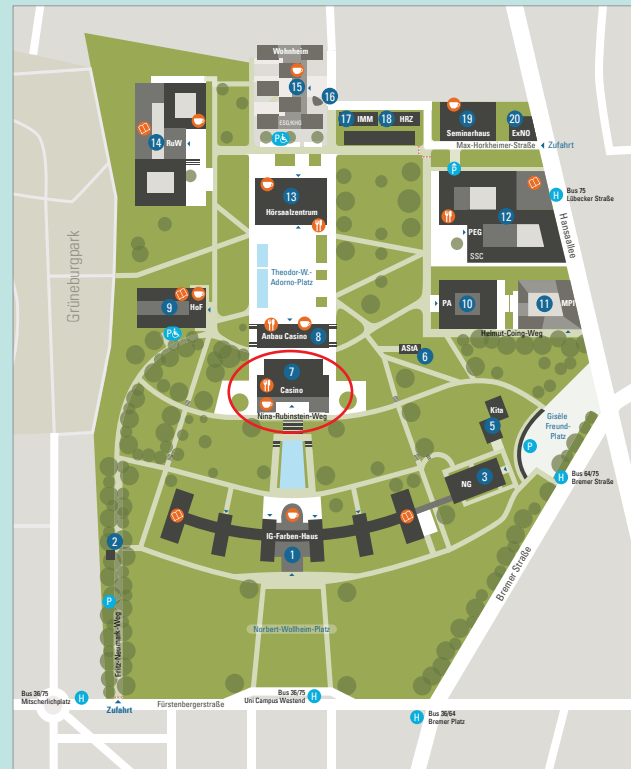 Wohnheim
15
16
ESG/KHG
P
14
RuW
17
IMM
18
HRZ
19
Seminarhaus
20
ExNO
Max-Horkheimer-Straße
Zufahrt
P
H
Bus 75
Lübecker Straße
Hansaallee
13
Hörsaalzentrum
12
PEG
SSC
Grüneburgpark
Theodor-W.-
Adorno-Platz
9
HoF
P
PA
10
11
MPI
Helmut-Coing-Weg
Anbau Casino
8
AStA
6
7
Casino
Nina-Rubinstein-Weg
Kita
5
Gisèle
Freund-
Platz
P
NG
3
H
Bus 64/75
Bremer Straße
IG-Farben-Haus
1
2
P
Fritz-Neumark-Weg
Bremer Straße
Norbert-Wollheim-Platz
Bus 36/75
Mitscherlichplatz
H
Zufahrt
Fürstenbergerstraße
Bus 36/75
Uni Campus Westend
H
H
Bus 36/64
Bremer Platz